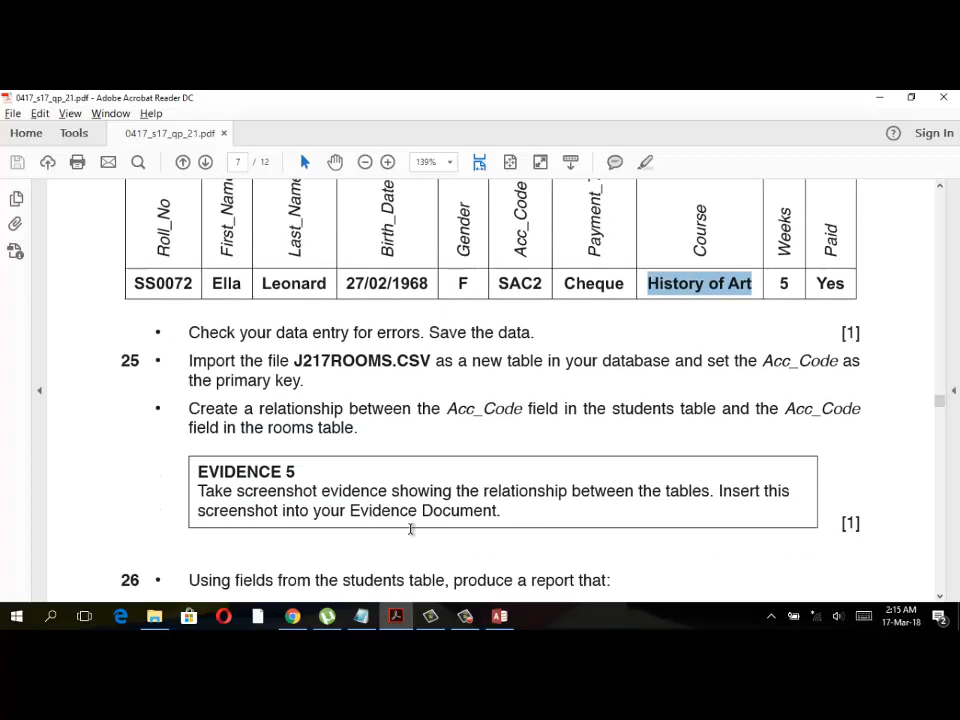 0417_s17_qp_21.pdf - Adobe Acrobat Reader DC
File Edit View Window Help
Home Tools 0417_s17_qp_21.pdf × Sign In
7 / 12 139%
Roll_No First_Name Last_Name Birth_Date Gender Acc_Code Payment_ Course Weeks Paid
SS0072 Ella Leonard 27/02/1968 F SAC2 Cheque History of Art 5 Yes
• Check your data entry for errors. Save the data. [1]
25 • Import the file J217ROOMS.CSV as a new table in your database and set the Acc_Code as
the primary key.
• Create a relationship between the Acc_Code field in the students table and the Acc_Code
field in the rooms table.
EVIDENCE 5
Take screenshot evidence showing the relationship between the tables. Insert this
screenshot into your Evidence Document.
[1]
26 • Using fields from the students table, produce a report that:
2:15 AM
17-Mar-18
2